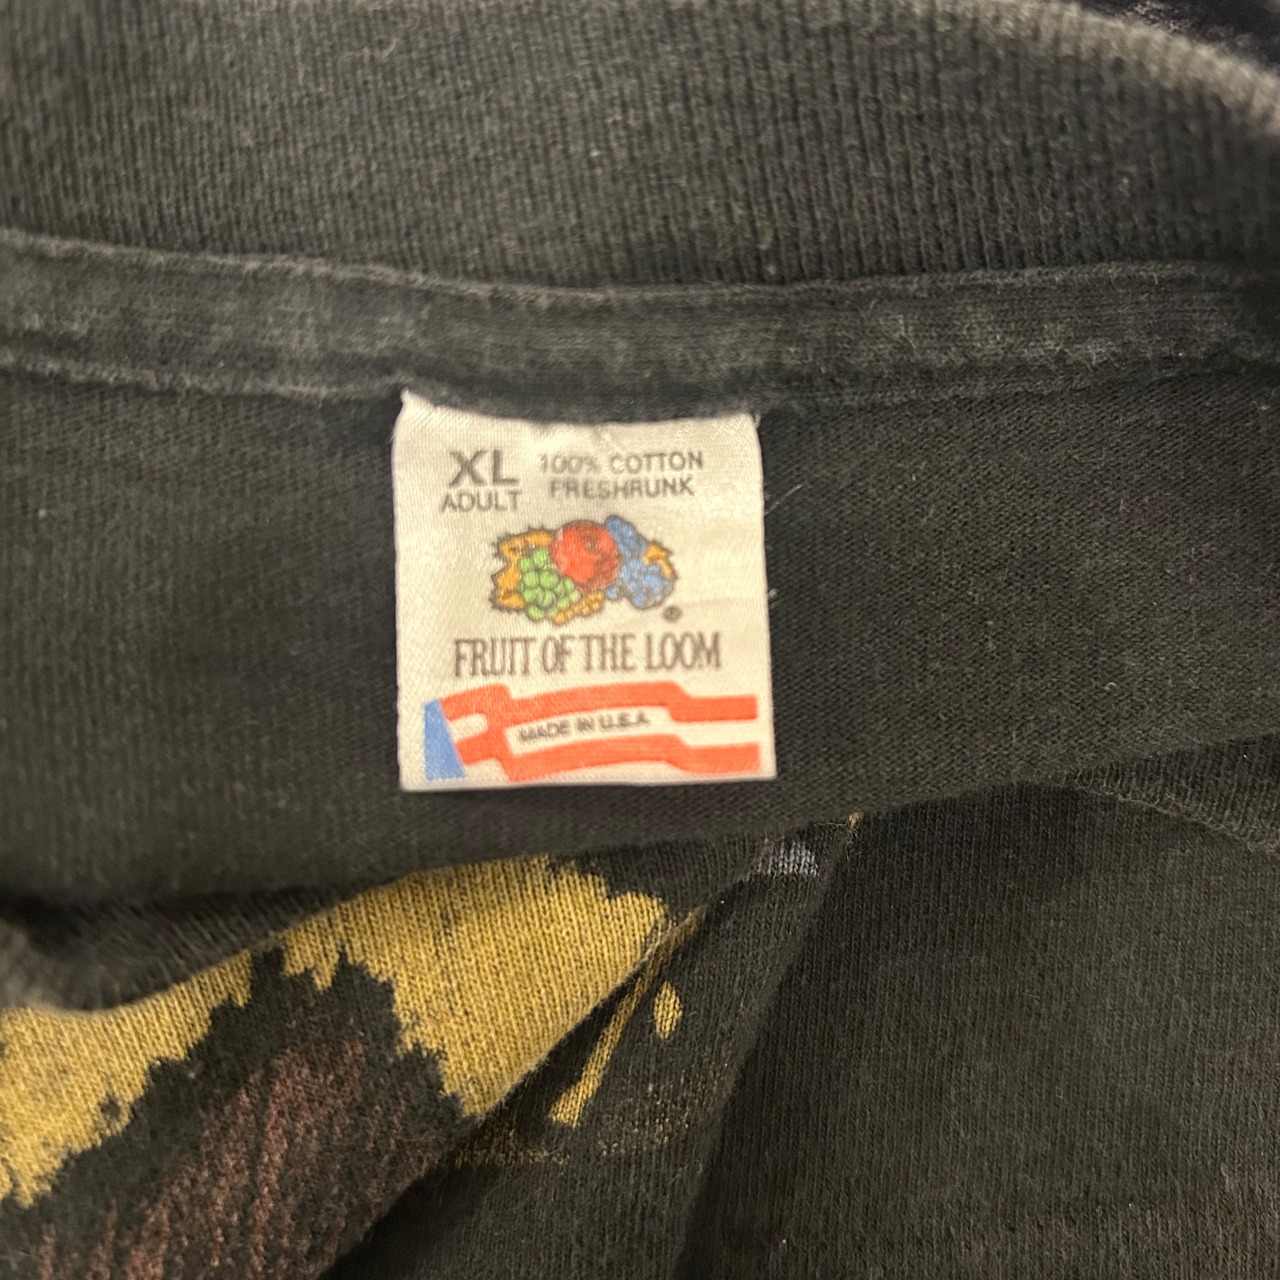 XL 100% COTTON
ADULT FRESHRUNK
®
FRUIT OF THE LOOM
MADE IN U.S.A